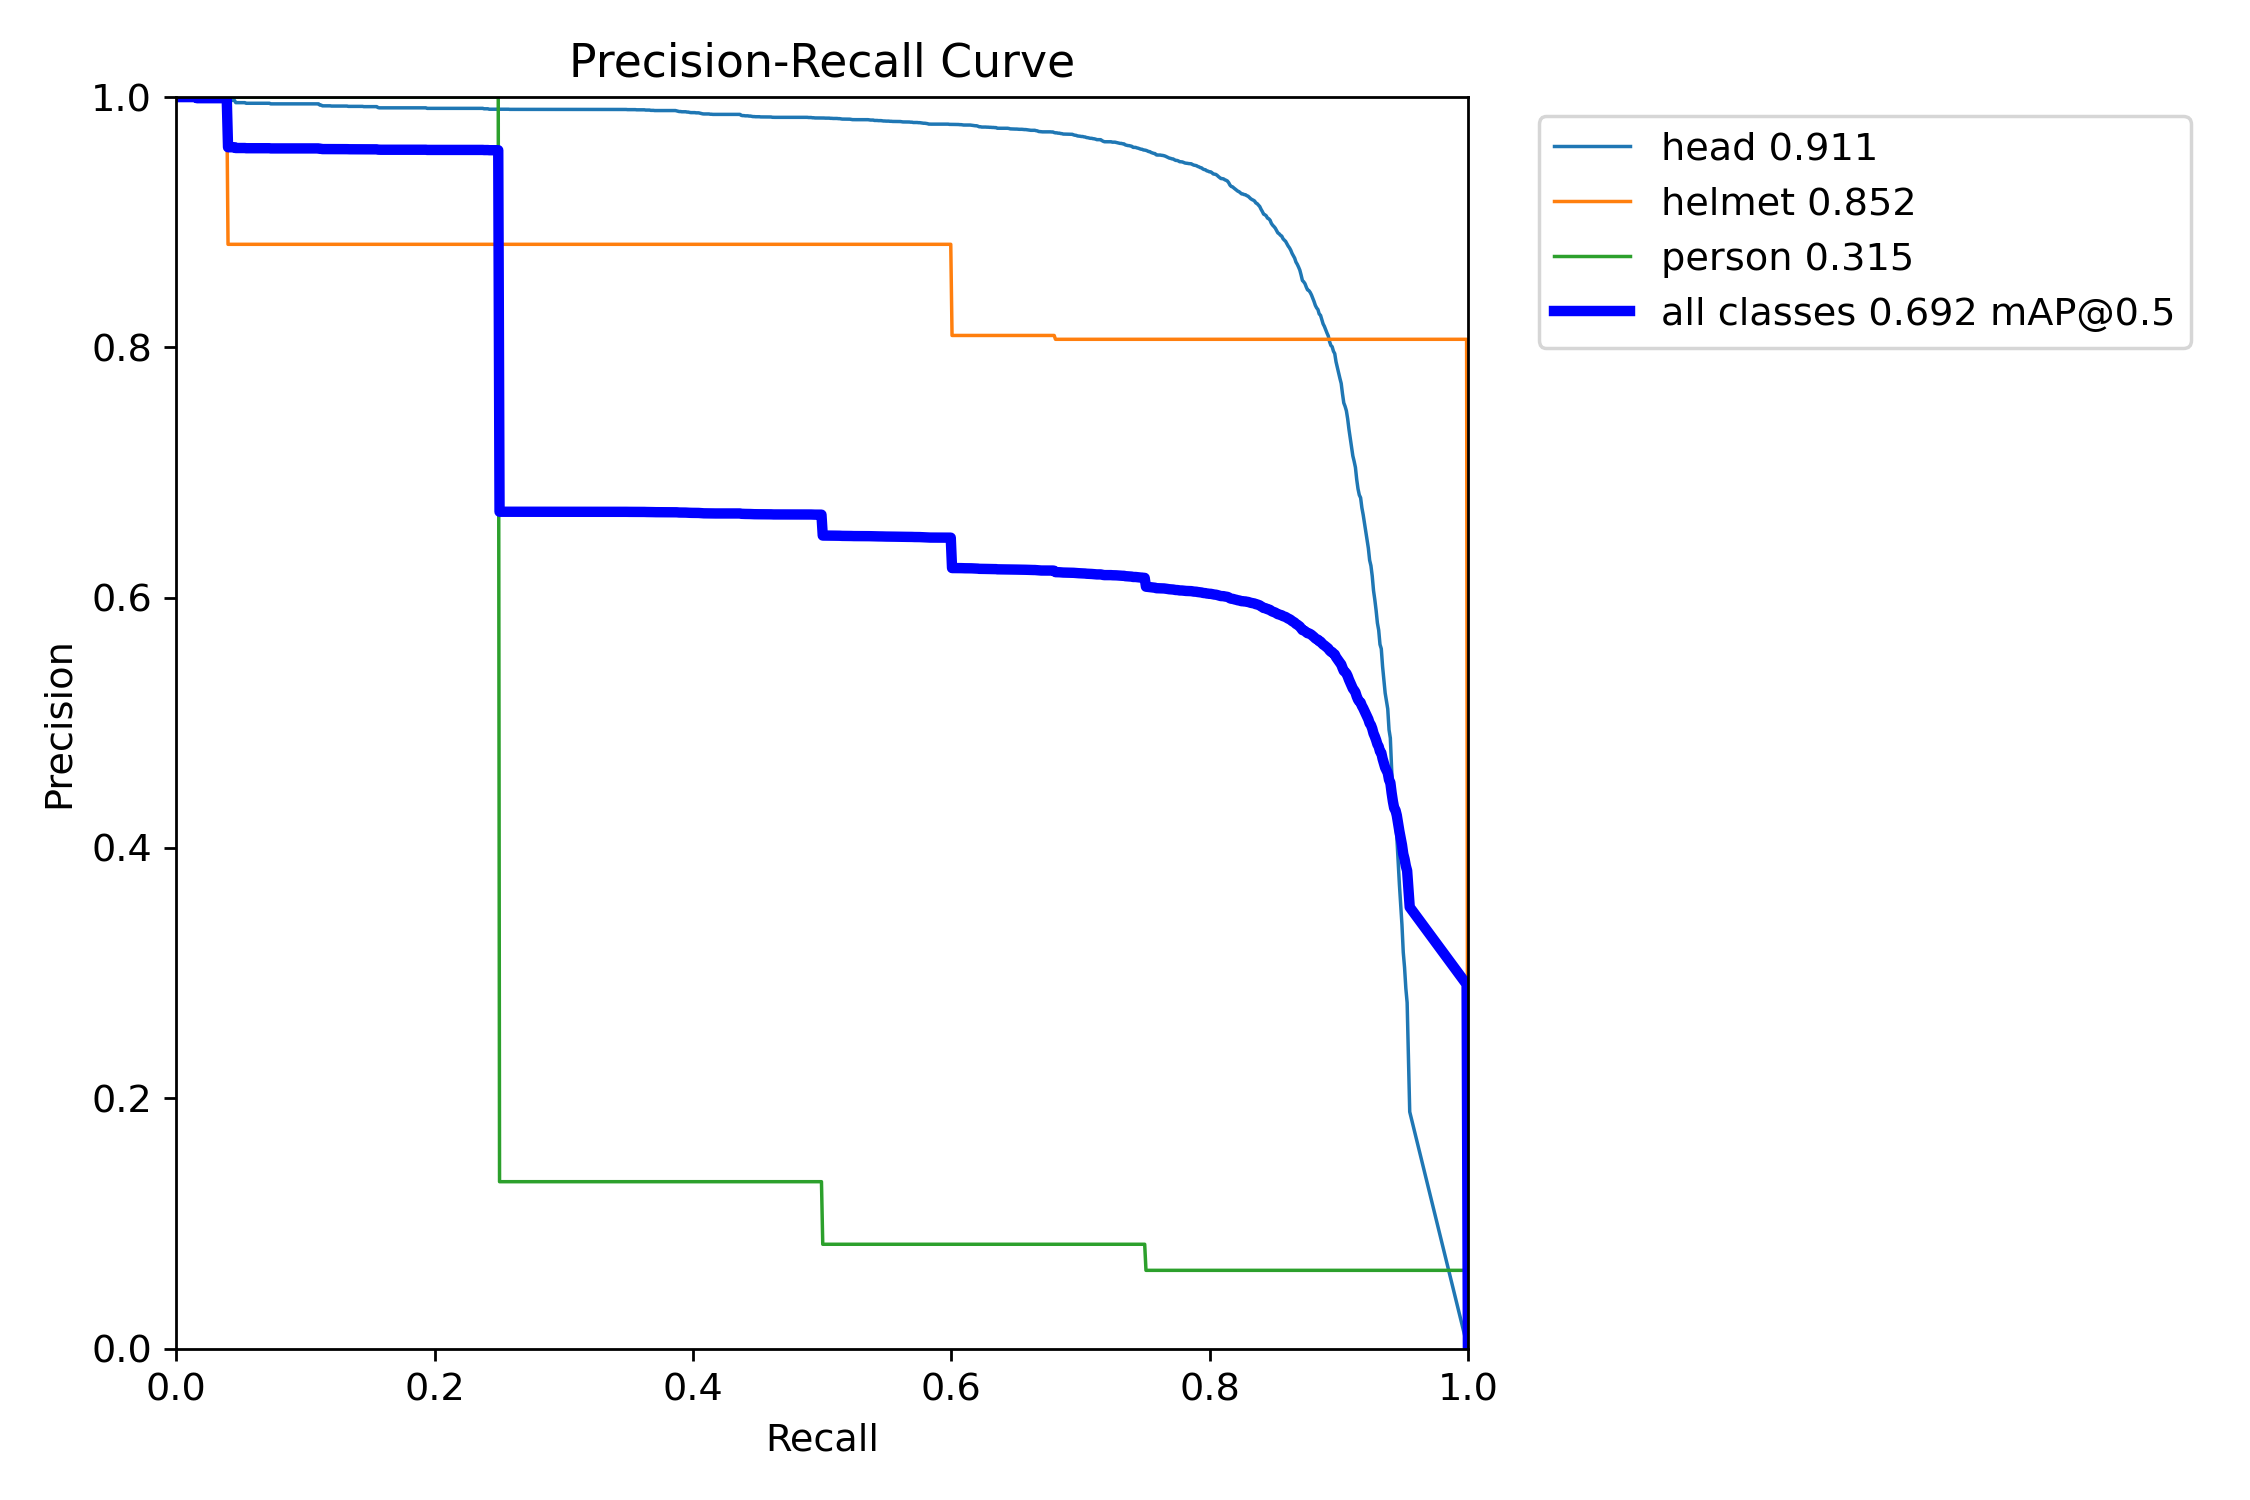 Precision-Recall Curve
head 0.911
helmet 0.852
person 0.315
all classes 0.692 mAP@0.5
Precision
1.0
0.8
0.6
0.4
0.2
0.0
0.0 0.2 0.4 0.6 0.8 1.0
Recall